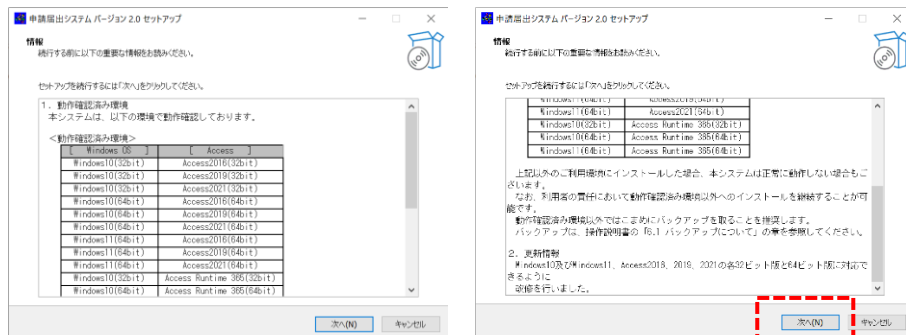 申請届出システム バージョン 2.0 セットアップ
情報
続行する前に以下の重要な情報をお読みください。
セットアップを続行するには「次へ」をクリックしてください。
1. 動作確認済み環境
本システムは、以下の環境で動作確認しております。
<動作確認済み環境>
[ Windows OS ] [ Access ]
Windows10(32bit) Access2016(32bit)
Windows10(32bit) Access2019(32bit)
Windows10(32bit) Access2021(32bit)
Windows10(64bit) Access2016(64bit)
Windows10(64bit) Access2019(64bit)
Windows10(64bit) Access2021(64bit)
Windows11(64bit) Access2016(64bit)
Windows11(64bit) Access2019(64bit)
Windows11(64bit) Access2021(64bit)
Windows10(32bit) Access Runtime 365(32bit)
Windows10(64bit) Access Runtime 365(64bit)
次へ(N) キャンセル
申請届出システム バージョン 2.0 セットアップ
情報
続行する前に以下の重要な情報をお読みください。
セットアップを続行するには「次へ」をクリックしてください。
Windows11(64bit) Access2019(64bit)
Windows11(64bit) Access2021(64bit)
Windows10(32bit) Access Runtime 365(32bit)
Windows10(64bit) Access Runtime 365(64bit)
Windows11(64bit) Access Runtime 365(64bit)
上記以外のご利用環境にインストールした場合、本システムは正常に動作しない場合もご
ざいます。
なお、利用者の責任において動作確認済み環境以外へのインストールを継続することが可
能です。
動作確認済み環境以外ではこまめにバックアップを取ることを推奨します。
バックアップは、操作説明書の「6.1 バックアップについて」の章を参照してください。
2. 更新情報
Windows10及びWindows11、Access2016、2019、2021の各32ビット版と64ビット版に対応で
きるように
改修を行いました。
次へ(N) キャンセル